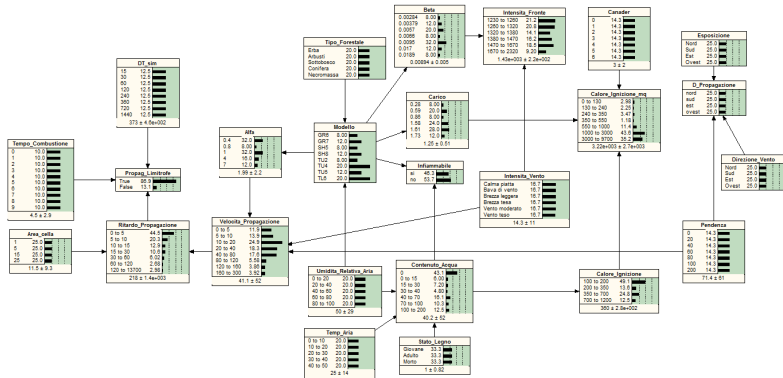 DT_sim
15 12.5
30 12.5
60 12.5
120 12.5
240 12.5
360 12.5
720 12.5
1440 12.5
373 ± 4.6e+002
Tempo_Combustione
0 10.0
1 10.0
2 10.0
3 10.0
4 10.0
5 10.0
6 10.0
7 10.0
8 10.0
9 10.0
4.5 ± 2.9
Propag_Limitrofe
True 86.9
False 13.1
Area_cella
1 25.0
5 25.0
15 25.0
25 25.0
11.5 ± 9.3
Ritardo_Propagazione
0 to 5 44.5
5 to 10 20.3
10 to 15 12.9
15 to 30 10.6
30 to 60 6.02
60 to 120 2.68
120 to 13700 2.98
218 ± 1.4e+003
Tipo_Forestale
Erba 20.0
Arbusti 20.0
Sottobosco 20.0
Conifera 20.0
Necromassa 20.0
Alfa
0.4 32.0
0.8 8.00
1 32.0
4 16.0
7 12.0
1.99 ± 2.2
Modello
GR6 8.00
GR7 12.0
SH5 8.00
SH8 12.0
TU2 8.00
TU4 20.0
TU5 12.0
TL6 20.0
Velocita_Propagazione
0 to 5 11.9
5 to 10 13.9
10 to 20 24.9
20 to 40 18.3
40 to 80 17.6
80 to 120 5.58
120 to 160 3.86
160 to 300 3.92
41.1 ± 52
Umidita_Relativa_Aria
0 to 20 20.0
20 to 40 20.0
40 to 60 20.0
60 to 80 20.0
80 to 100 20.0
50 ± 29
Temp_Aria
0 to 10 20.0
10 to 20 20.0
20 to 30 20.0
30 to 40 20.0
40 to 50 20.0
25 ± 14
Beta
0.00284 8.00
0.00379 12.0
0.0057 20.0
0.0066 8.00
0.0095 32.0
0.017 12.0
0.0189 8.00
0.00884 ± 0.005
Carico
0.28 8.00
0.59 20.0
0.86 8.00
1.58 24.0
1.61 28.0
1.73 12.0
1.25 ± 0.51
Infiammabile
si 46.3
no 53.7
Contenuto_Acqua
0 43.1
0 to 15 6.00
15 to 30 7.20
30 to 40 4.80
40 to 70 16.1
70 to 100 10.3
100 to 200 12.5
40.2 ± 52
Stato_Legno
Giovane 33.3
Adulto 33.3
Morto 33.3
1 ± 0.82
Intensita_Fronte
1230 to 1260 21.2
1260 to 1320 20.8
1320 to 1380 14.1
1380 to 1470 16.2
1470 to 1670 18.5
1670 to 2320 9.20
1.43e+003 ± 2.2e+002
Intensita_Vento
Calma piatta 16.7
Bava di vento 16.7
Brezza leggera 16.7
Brezza tesa 16.7
Vento moderato 16.7
Vento teso 16.7
14.3 ± 11
Canader
0 14.3
1 14.3
2 14.3
3 14.3
4 14.3
5 14.3
6 14.3
3 ± 2
Calore_Ignizione_mq
0 to 130 2.98
130 to 240 2.25
240 to 350 3.47
350 to 550 1.18
550 to 1000 11.4
1000 to 3000 43.6
3000 to 9700 35.2
3.22e+003 ± 2.7e+003
Calore_Ignizione
100 to 200 49.1
200 to 350 13.6
350 to 700 24.8
700 to 1200 12.5
360 ± 2.8e+002
Esposizione
Nord 25.0
Sud 25.0
Est 25.0
Ovest 25.0
D_Propagazione
nord 25.0
sud 25.0
est 25.0
ovest 25.0
Direzione_Vento
Nord 25.0
Sud 25.0
Est 25.0
Ovest 25.0
Pendenza
0 14.3
20 14.3
40 14.3
60 14.3
80 14.3
100 14.3
200 14.3
71.4 ± 61